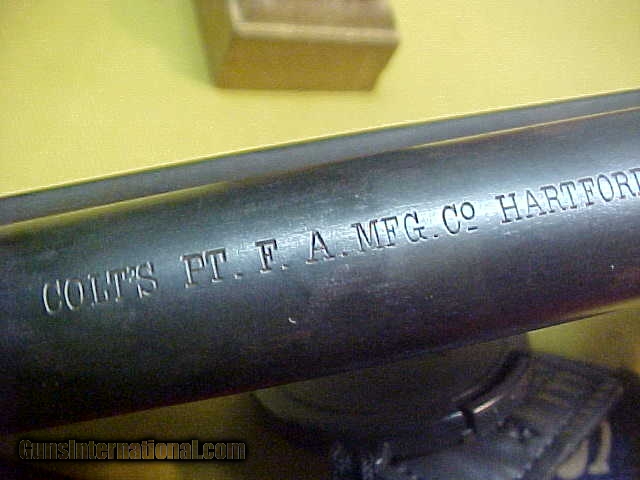 COLT'S PT. F. A. MFG. Cº HARTFORD
GunsInternational.com